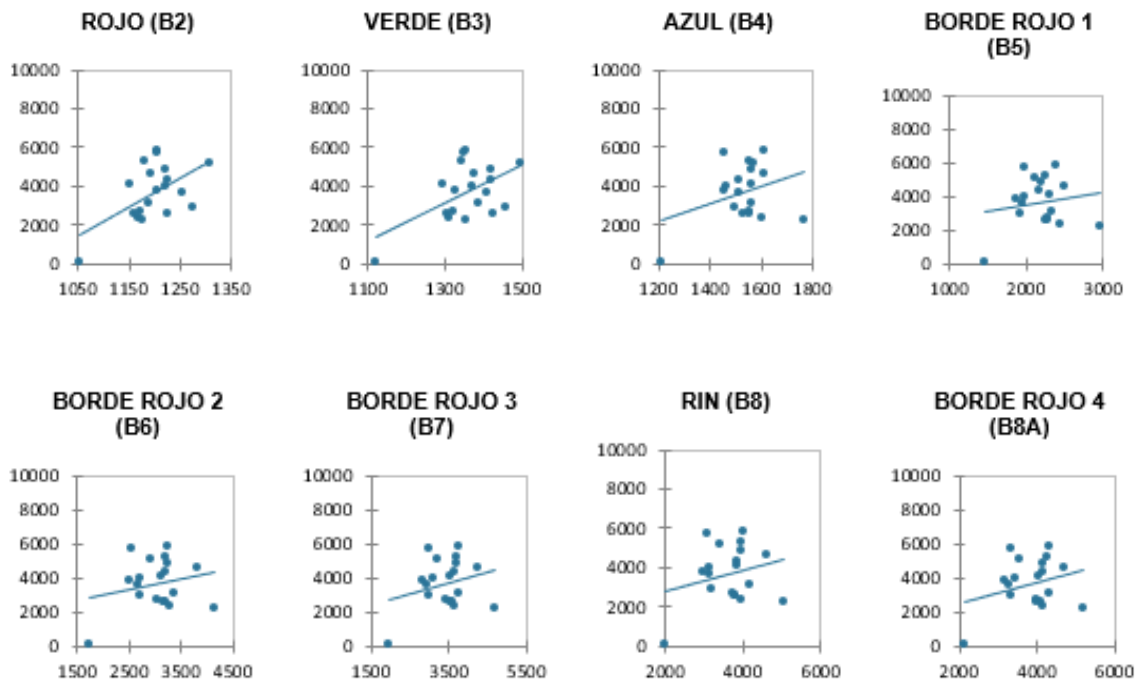 ROJO (B2)
10000
8000
6000
4000
2000
0
1050 1150 1250 1350
VERDE (B3)
10000
8000
6000
4000
2000
0
1100 1300 1500
AZUL (B4)
10000
8000
6000
4000
2000
0
1200 1400 1600 1800
BORDE ROJO 1
(B5)
10000
8000
6000
4000
2000
0
1000 2000 3000
BORDE ROJO 2
(B6)
10000
8000
6000
4000
2000
0
1500 2500 3500 4500
BORDE ROJO 3
(B7)
10000
8000
6000
4000
2000
0
1500 3500 5500
RIN (B8)
10000
8000
6000
4000
2000
0
2000 4000 6000
BORDE ROJO 4
(B8A)
10000
8000
6000
4000
2000
0
2000 4000 6000